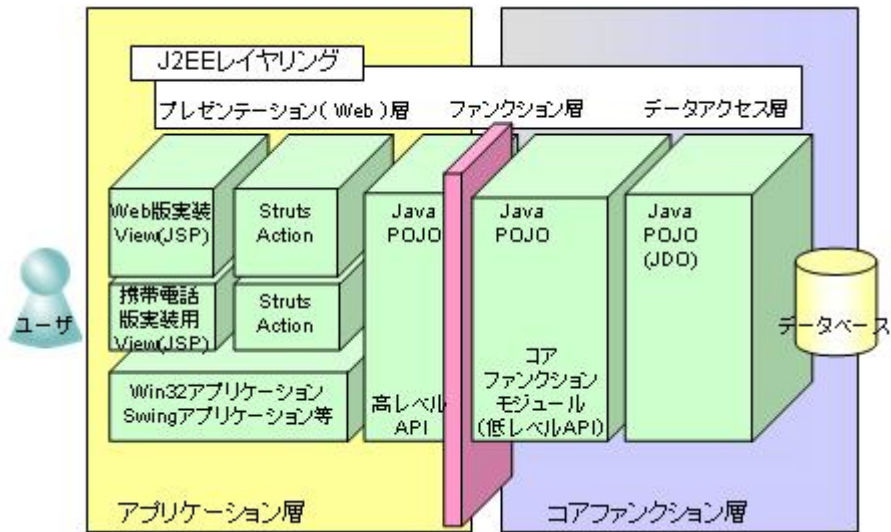 J2EEレイヤリング
プレゼンテーション(Web)層
ファンクション層
データアクセス層
Web版実装
View(JSP)
Struts
Action
Java
POJO
Java
POJO
Java
POJO
(JDO)
携帯電話
版実装用
View(JSP)
Struts
Action
ユーザ
データベース
Win32アプリケーション
Swingアプリケーション等
高レベル
API
コア
ファンクション
モジュール
(低レベルAPI)
アプリケーション層
コアファンクション層